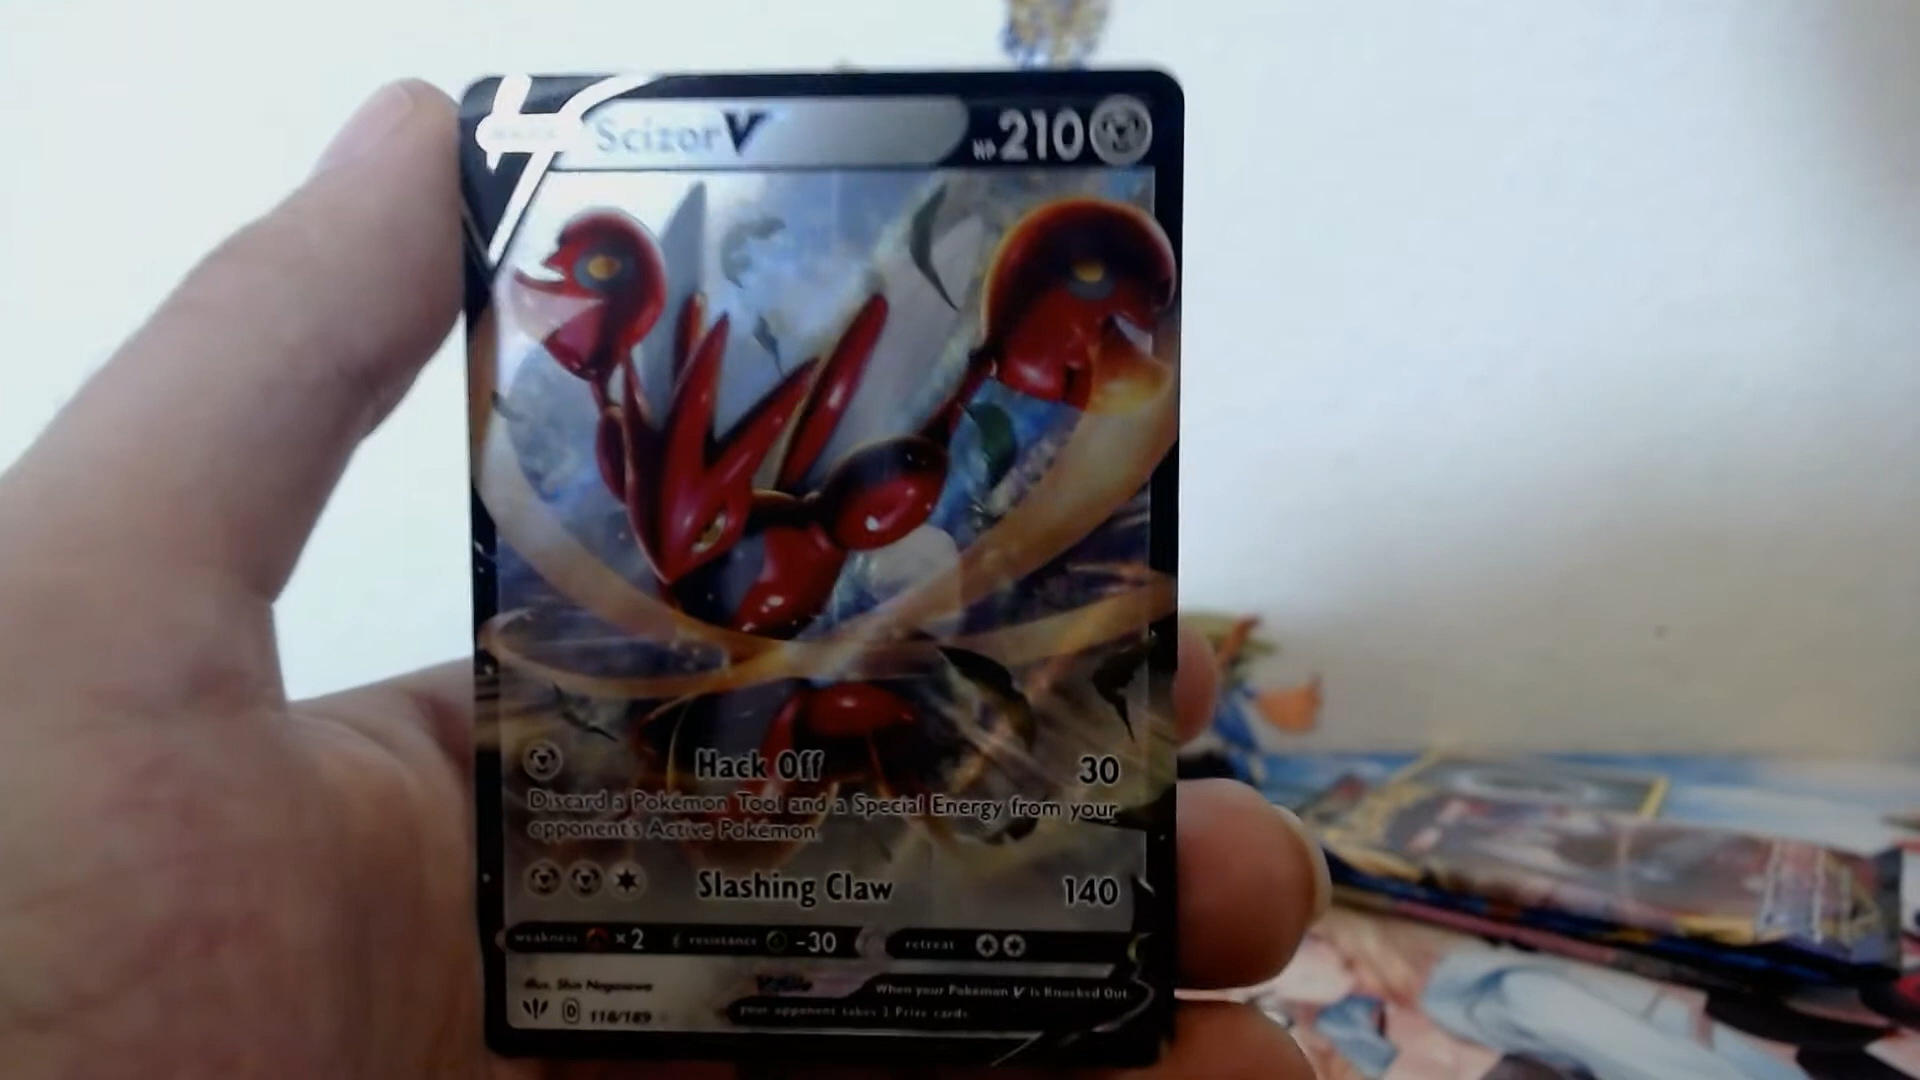 Scizor V HP 210
Hack Off 30
Discard a Pokémon Tool and a Special Energy from your
opponent's Active Pokémon.
Slashing Claw 140
weakness ×2 resistance -30 retreat
Illus. Shin Nagasawa
When your Pokémon V is Knocked Out,
D 118/189 your opponent takes 2 Prize cards.